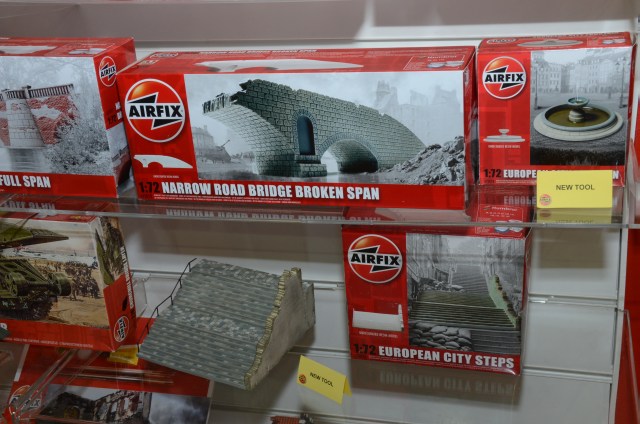 AIRFIX
FULL SPAN
1:72 NARROW ROAD BRIDGE BROKEN SPAN
AIRFIX
1:72 EUROPE
NEW TOOL
AIRFIX
1:72 EUROPEAN CITY STEPS
NEW TOOL